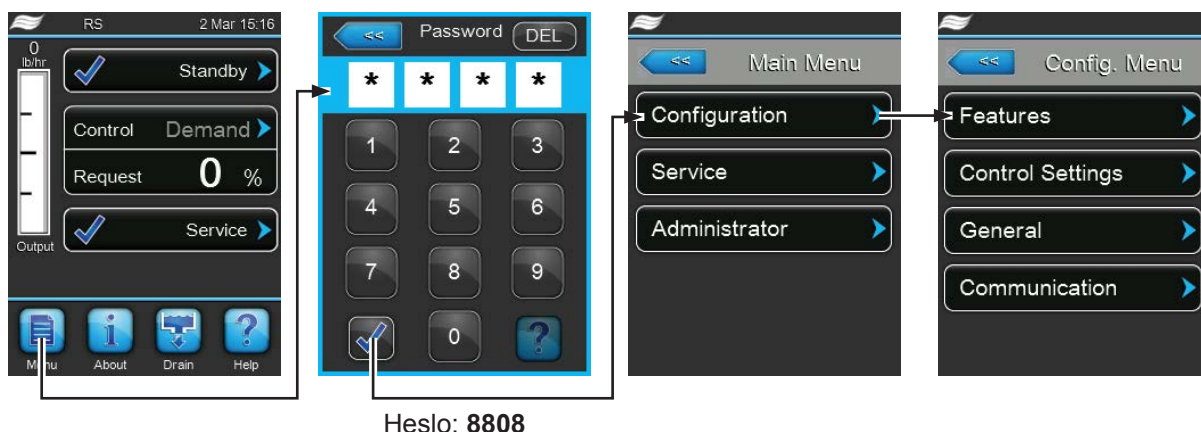 RS 2 Mar 15:16
0
lb/hr
Standby
Control Demand
Request 0 %
Output
Service
Menu About Drain Help
<< Password DEL
* * * *
1 2 3
4 5 6
7 8 9
0 ?
Heslo: 8808
<< Main Menu
Configuration
Service
Administrator
<< Config. Menu
Features
Control Settings
General
Communication